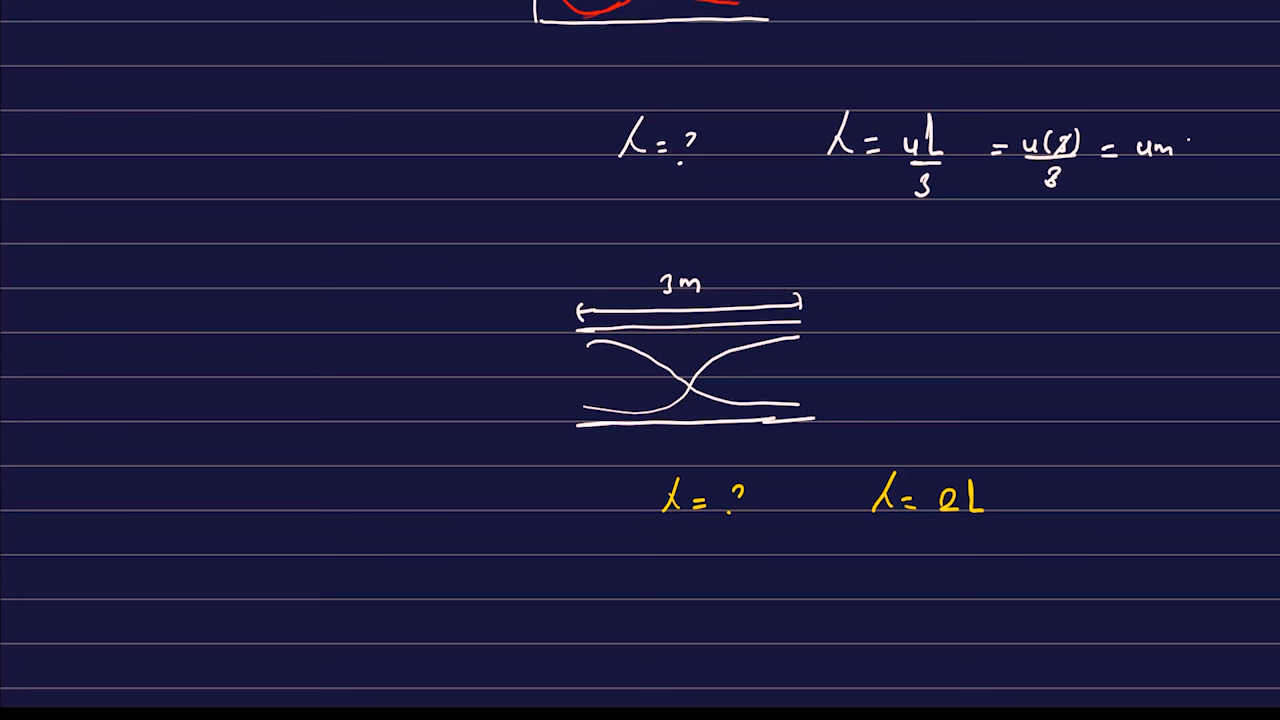 λ = ? λ = 4L/3 = 4(3)/3 = 4m
3m
λ = ? λ = 2L